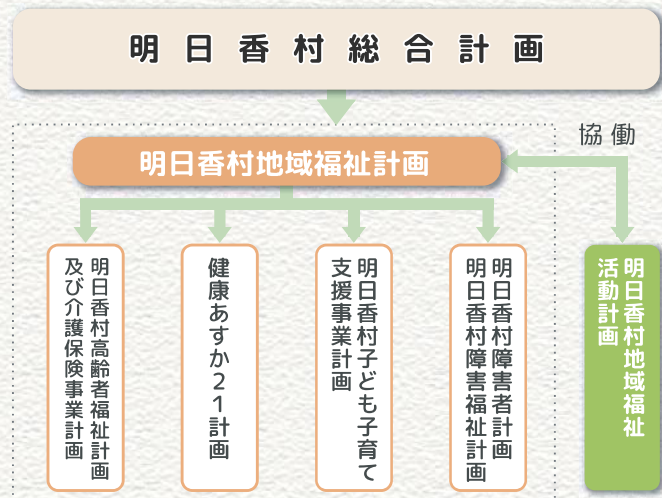 明日香村総合計画
協働
明日香村地域福祉計画
明日香村高齢者福祉計画
及び介護保険事業計画
健康あすか21計画
明日香村子ども子育て
支援事業計画
明日香村障害者計画
明日香村障害福祉計画
明日香村地域福祉
活動計画